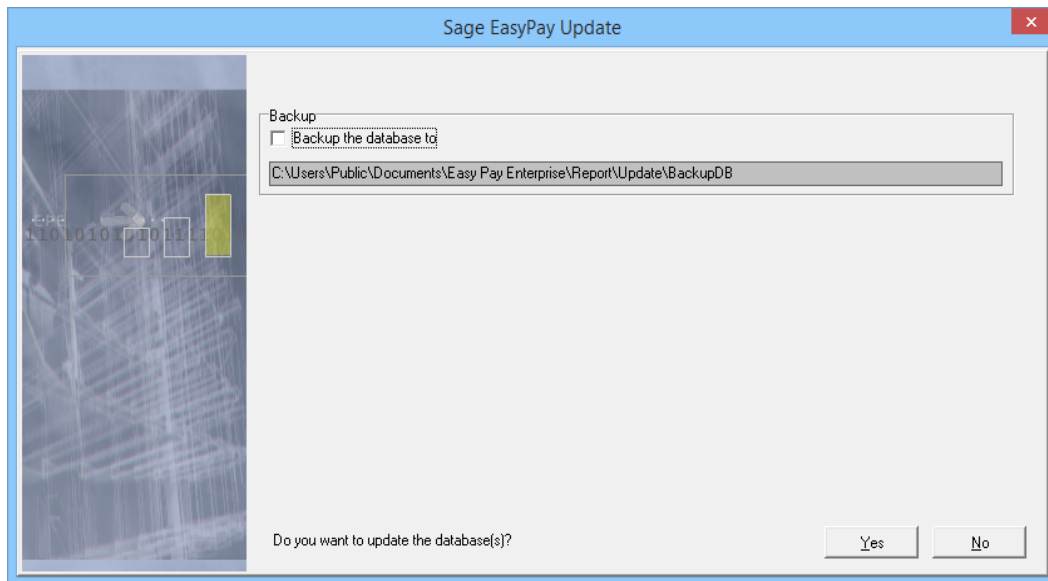 Sage EasyPay Update
Backup
Backup the database to
C:\Users\Public\Documents\Easy Pay Enterprise\Report\Update\BackupDB
Do you want to update the database(s)?
Yes
No